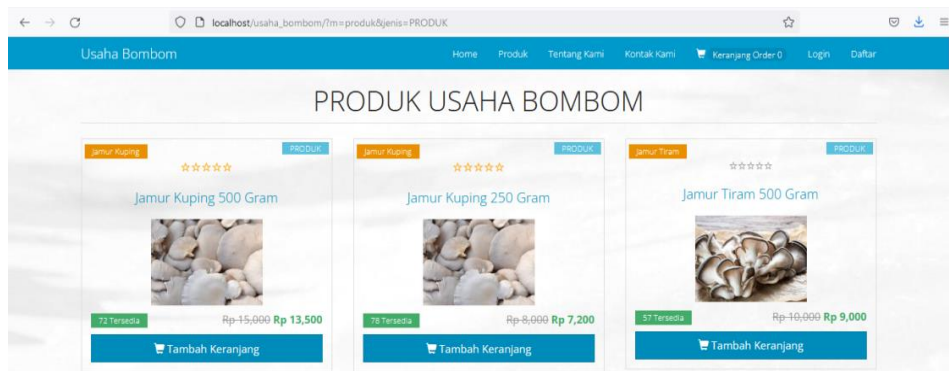 localhost/usaha_bombom/?m=produk&jenis=PRODUK
Usaha Bombom
Home Produk Tentang Kami Kontak Kami Keranjang Order 0 Login Daftar
PRODUK USAHA BOMBOM
Jamur Kuping PRODUK
Jamur Kuping 500 Gram
72 Tersedia Rp 15,000 Rp 13,500
Tambah Keranjang
Jamur Kuping PRODUK
Jamur Kuping 250 Gram
78 Tersedia Rp 8,000 Rp 7,200
Tambah Keranjang
Jamur Tiram PRODUK
Jamur Tiram 500 Gram
57 Tersedia Rp 10,000 Rp 9,000
Tambah Keranjang